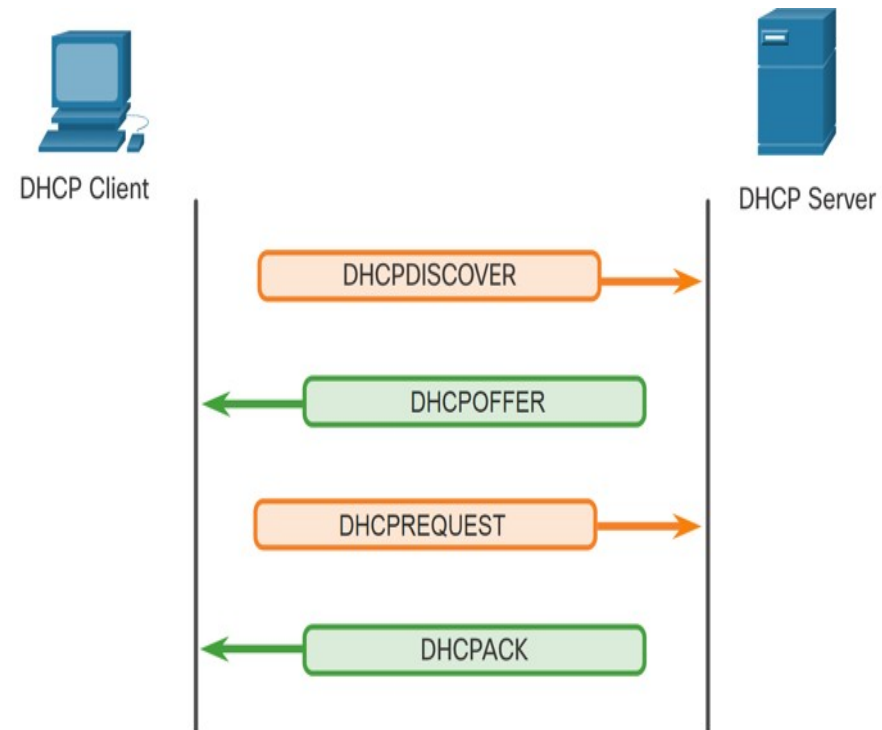 DHCP Client
DHCP Server
DHCPDISCOVER
DHCPOFFER
DHCPREQUEST
DHCPACK